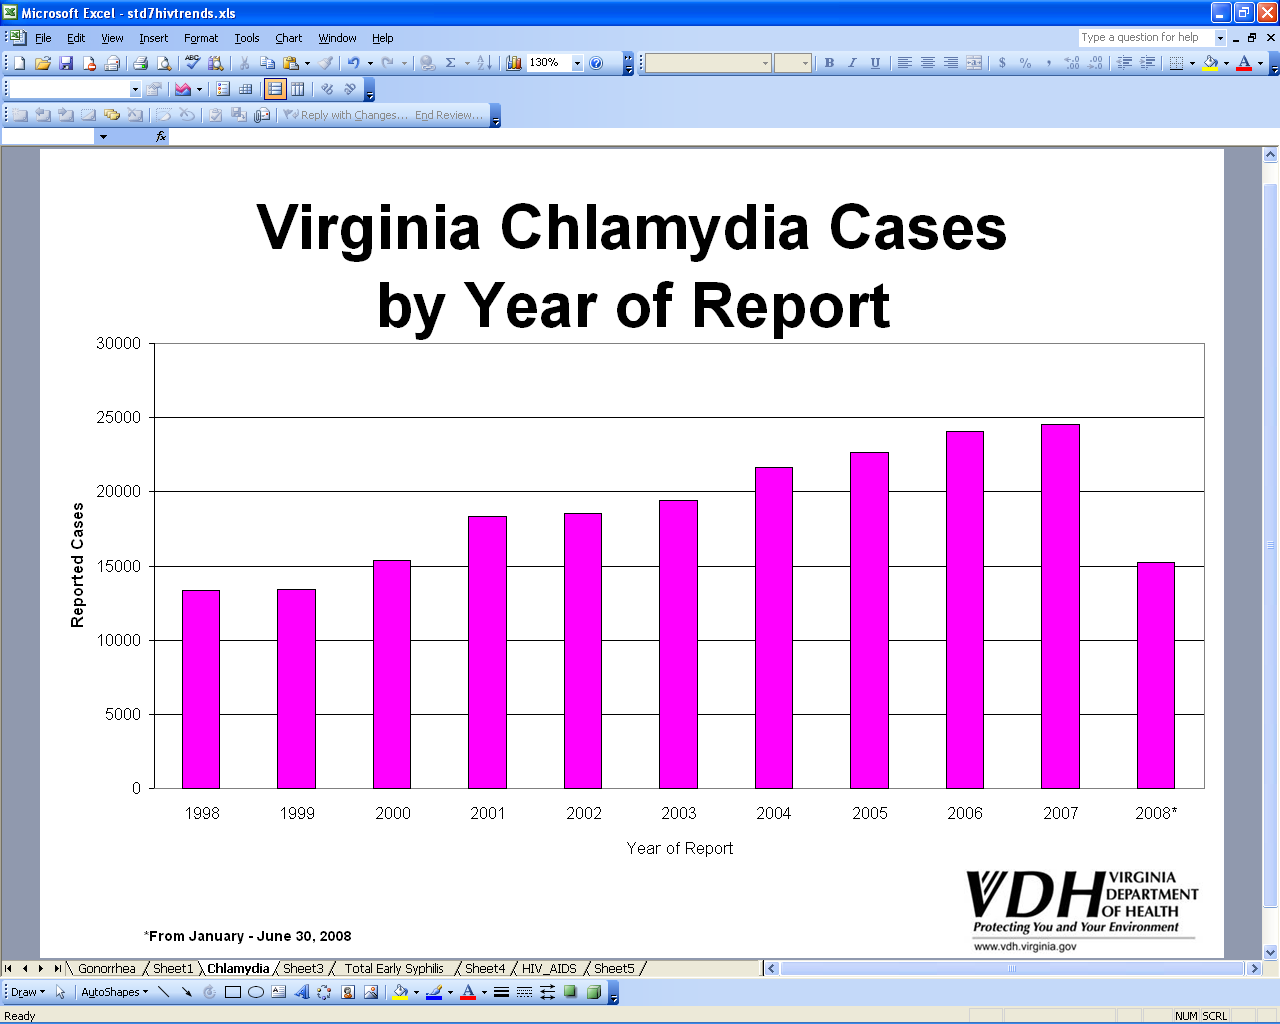 Microsoft Excel - std7hivtrends.xls
File Edit View Insert Format Tools Chart Window Help Type a question for help
130%
Reply with Changes... End Review...
fx
Virginia Chlamydia Cases
by Year of Report
30000
25000
20000
15000
10000
5000
0
Reported Cases
1998 1999 2000 2001 2002 2003 2004 2005 2006 2007 2008*
Year of Report
VDH VIRGINIA
DEPARTMENT
OF HEALTH
Protecting You and Your Environment
www.vdh.virginia.gov
*From January - June 30, 2008
Gonorrhea Sheet1 Chlamydia Sheet3 Total Early Syphilis Sheet4 HIV_AIDS Sheet5
Draw AutoShapes
Ready NUM SCRL